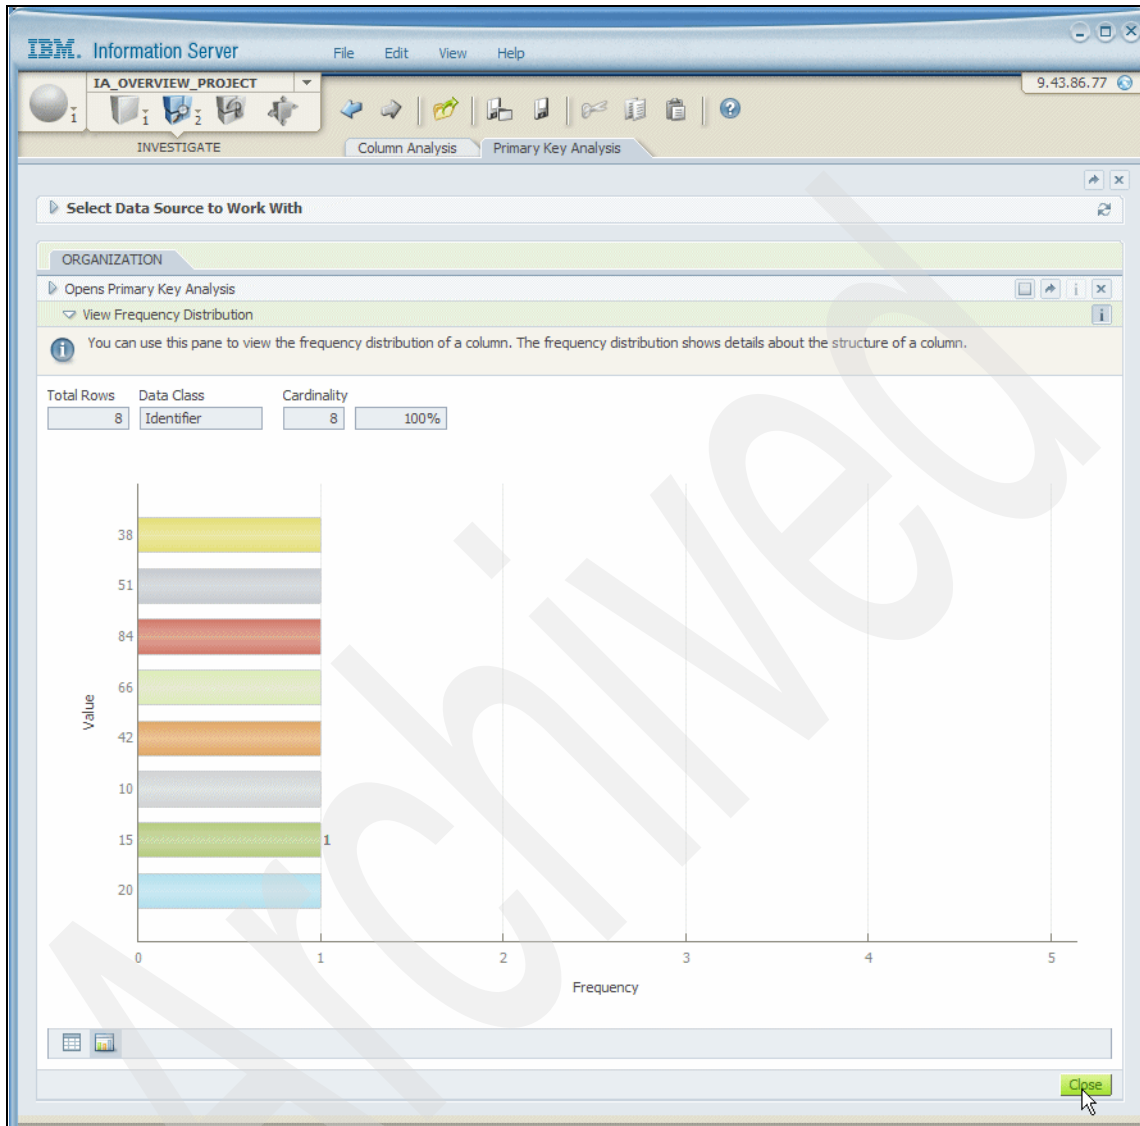 IBM. Information Server File Edit View Help
IA_OVERVIEW_PROJECT 9.43.86.77
1 1 2
INVESTIGATE Column Analysis Primary Key Analysis
Select Data Source to Work With
ORGANIZATION
Opens Primary Key Analysis
View Frequency Distribution
You can use this pane to view the frequency distribution of a column. The frequency distribution shows details about the structure of a column.
Total Rows Data Class Cardinality
8 Identifier 8 100%
38
51
84
66
Value
42
10
15 1
20
0 1 2 3 4 5
Frequency
Close
Archived